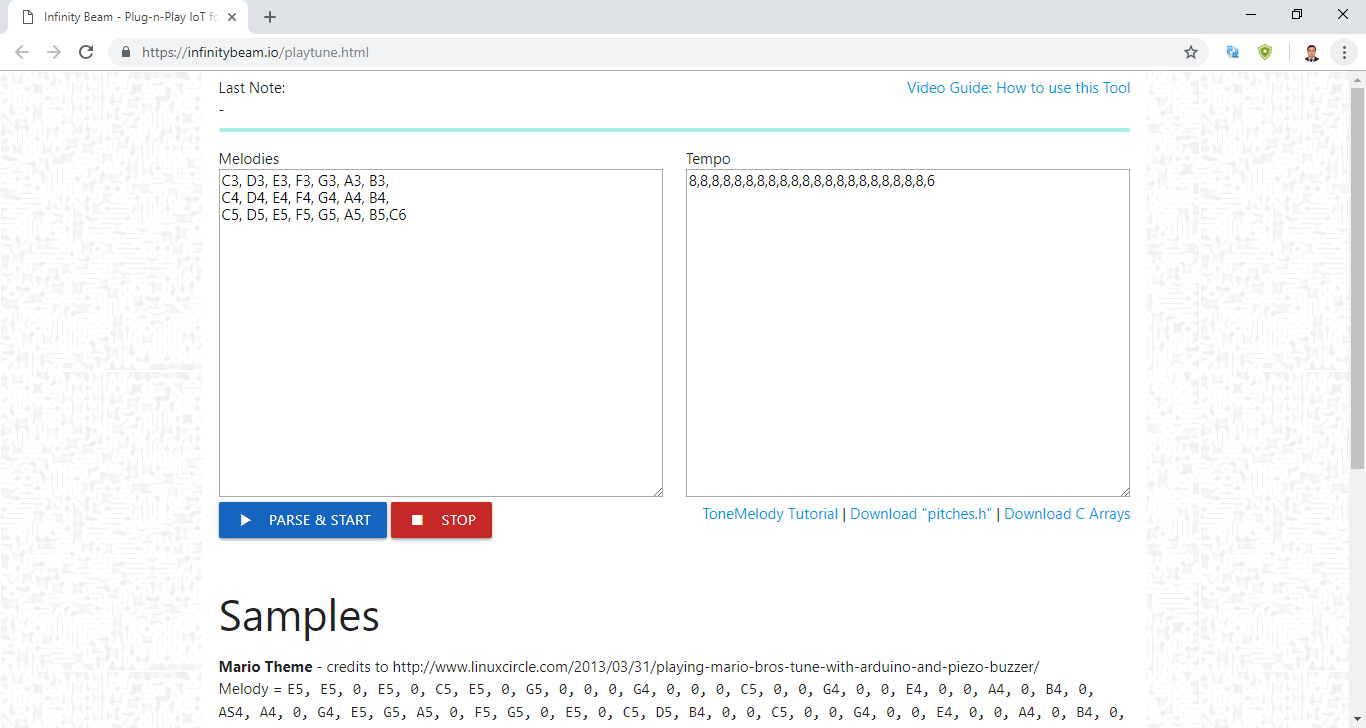 Infinity Beam - Plug-n-Play IoT fo
https://infinitybeam.io/playtune.html
Last Note:
Video Guide: How to use this Tool
-
Melodies
Tempo
C3, D3, E3, F3, G3, A3, B3,
C4, D4, E4, F4, G4, A4, B4,
C5, D5, E5, F5, G5, A5, B5,C6
8,8,8,8,8,8,8,8,8,8,8,8,8,8,8,8,8,8,8,8,8,6
PARSE & START
STOP
ToneMelody Tutorial | Download "pitches.h" | Download C Arrays
Samples
Mario Theme - credits to http://www.linuxcircle.com/2013/03/31/playing-mario-bros-tune-with-arduino-and-piezo-buzzer/
Melody = E5, E5, 0, E5, 0, C5, E5, 0, G5, 0, 0, 0, G4, 0, 0, 0, C5, 0, 0, G4, 0, 0, E4, 0, 0, A4, 0, B4, 0,
AS4, A4, 0, G4, E5, G5, A5, 0, F5, G5, 0, E5, 0, C5, D5, B4, 0, 0, C5, 0, 0, G4, 0, 0, E4, 0, 0, A4, 0, B4, 0,